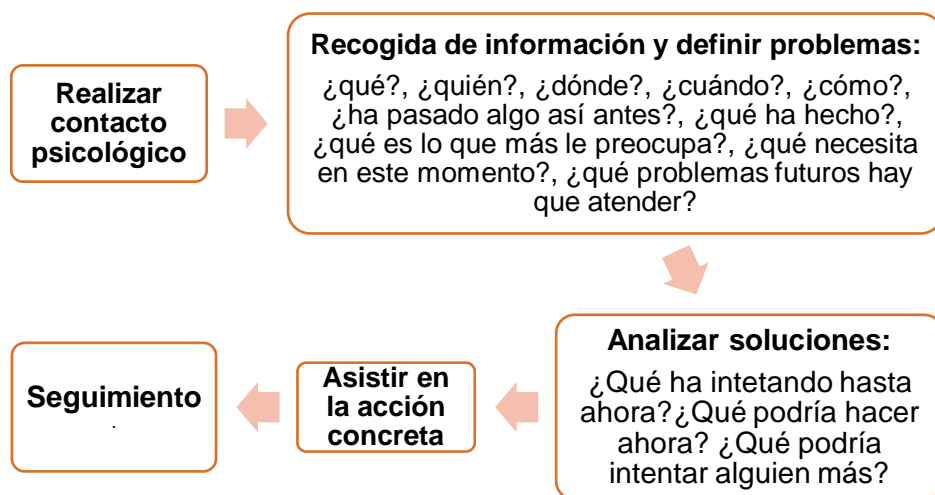 Realizar
contacto
psicológico
Recogida de información y definir problemas:
¿qué?, ¿quién?, ¿dónde?, ¿cuándo?, ¿cómo?,
¿ha pasado algo así antes?, ¿qué ha hecho?,
¿qué es lo que más le preocupa?, ¿qué necesita
en este momento?, ¿qué problemas futuros hay
que atender?
Analizar soluciones:
¿Qué ha intetando hasta
ahora?¿Qué podría hacer
ahora? ¿Qué podría
intentar alguien más?
Asistir en
la acción
concreta
Seguimiento
.